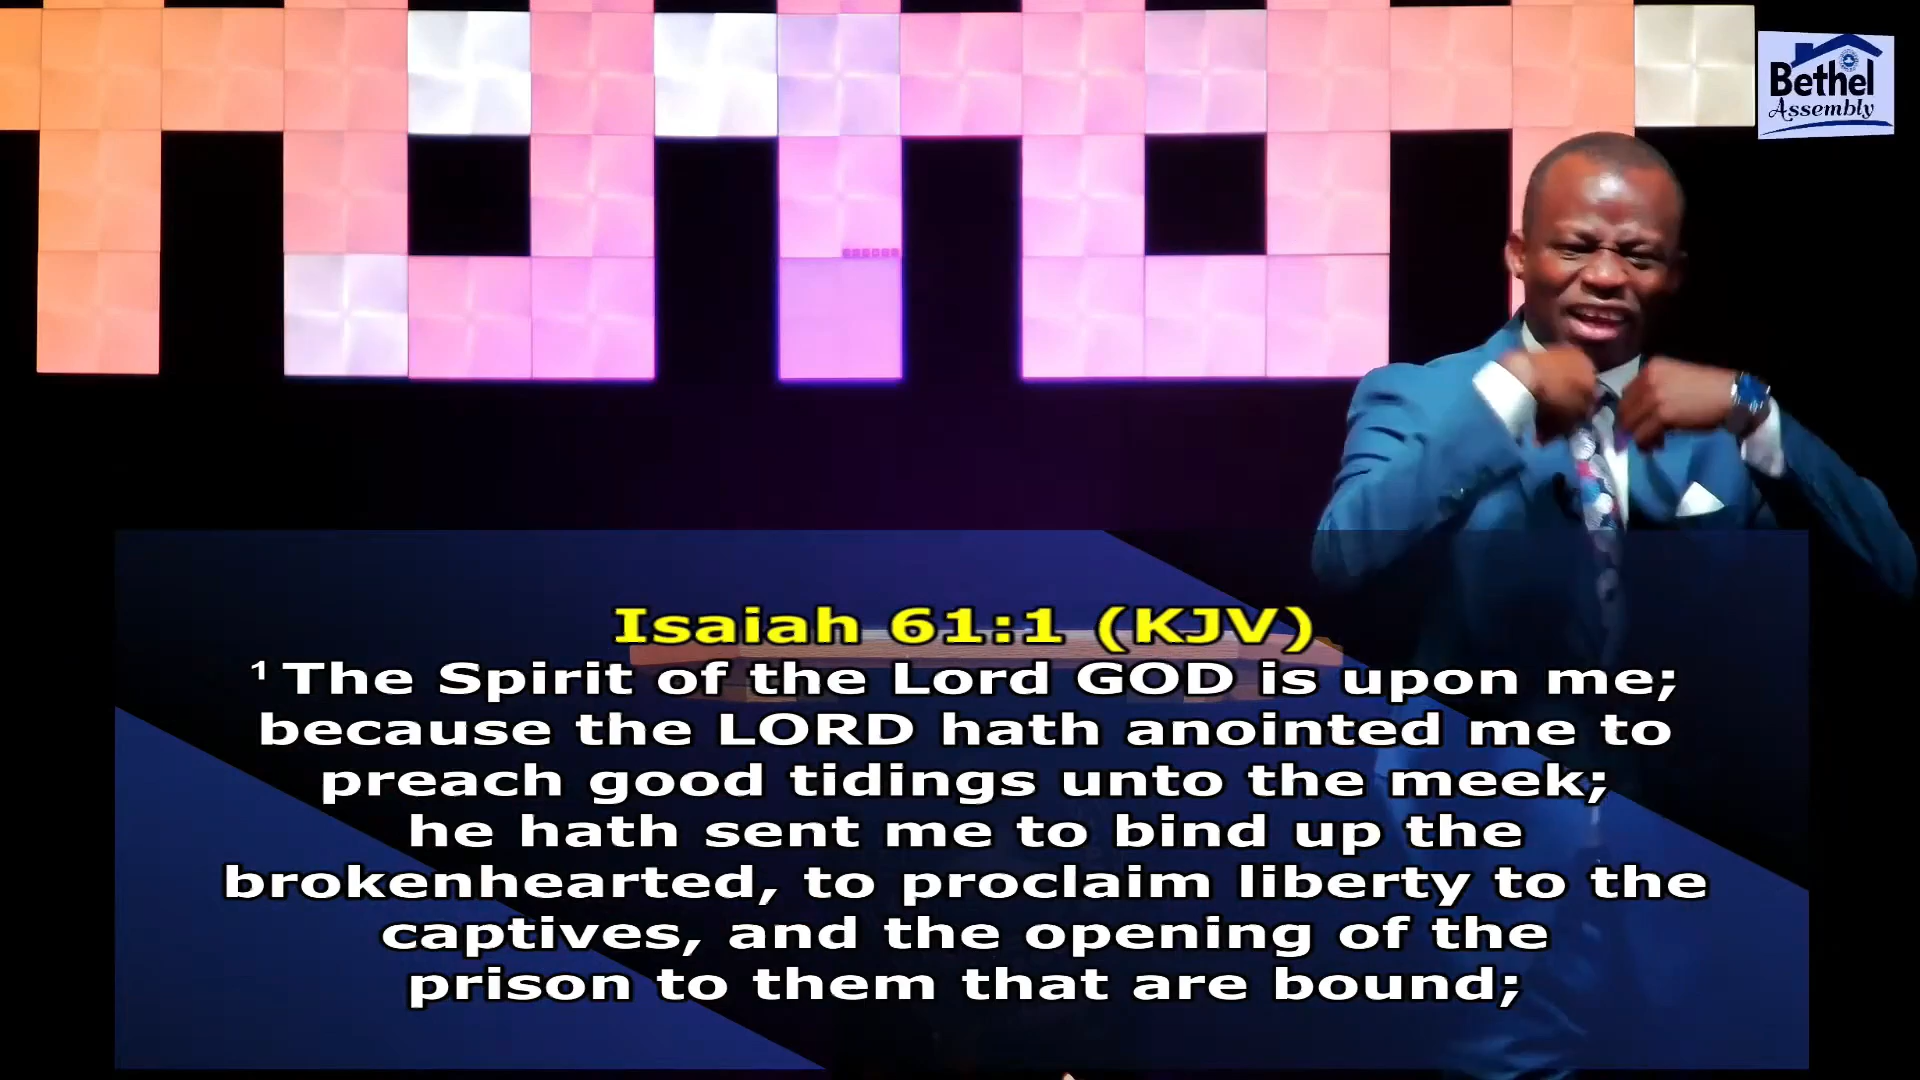 Bethel
Assembly
Isaiah 61:1 (KJV)
1 The Spirit of the Lord GOD is upon me;
because the LORD hath anointed me to
preach good tidings unto the meek;
he hath sent me to bind up the
brokenhearted, to proclaim liberty to the
captives, and the opening of the
prison to them that are bound;